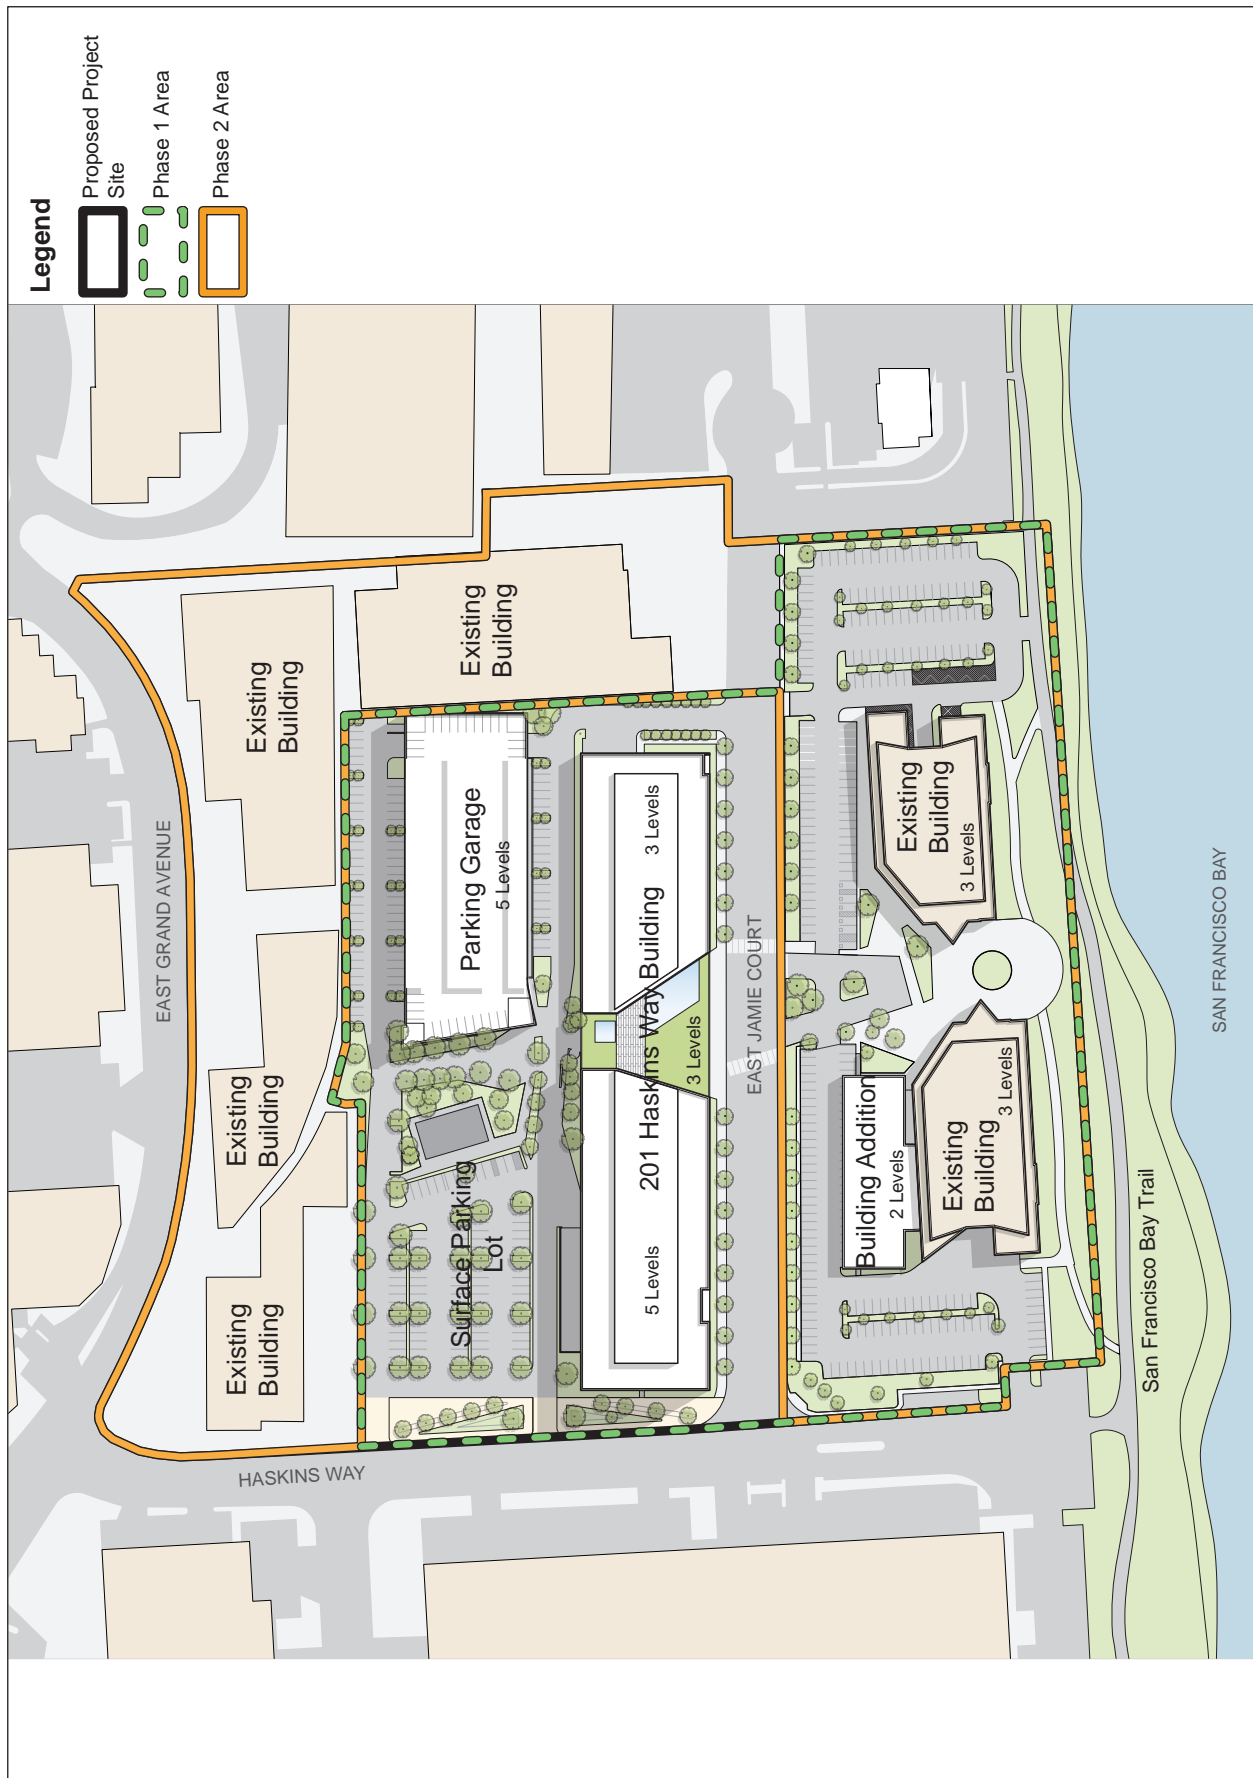 Legend
Proposed Project
Site
Phase 1 Area
Phase 2 Area
EAST GRAND AVENUE
Existing
Building
Existing
Building
Existing
Building
Existing
Building
HASKINS WAY
Surface Parking
Lot
Parking Garage
5 Levels
5 Levels
201 Haskins Way Building
3 Levels
3 Levels
EAST JAMIE COURT
Building Addition
2 Levels
Existing
Building
3 Levels
Existing
Building
3 Levels
San Francisco Bay Trail
SAN FRANCISCO BAY